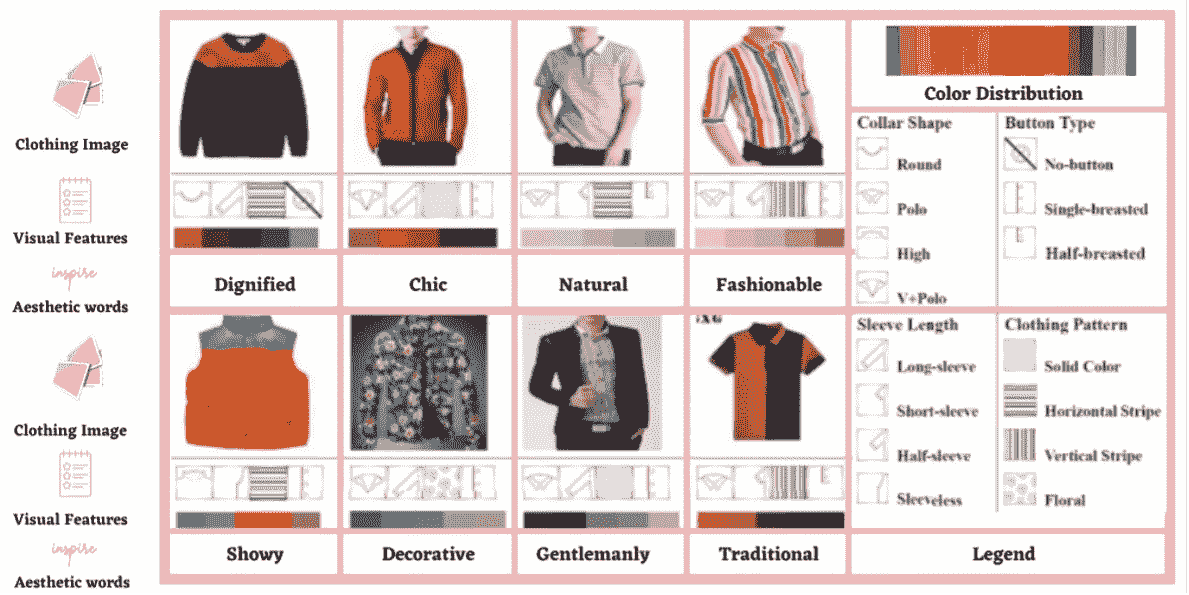 Clothing Image
Visual Features
inspire
Aesthetic words
Dignified
Chic
Natural
Fashionable
Clothing Image
Visual Features
inspire
Aesthetic words
Showy
Decorative
Gentlemanly
Traditional
Color Distribution
Collar Shape
Round
Polo
High
V+Polo
Button Type
No-button
Single-breasted
Half-breasted
Sleeve Length
Long-sleeve
Short-sleeve
Half-sleeve
Sleeveless
Clothing Pattern
Solid Color
Horizontal Stripe
Vertical Stripe
Floral
Legend